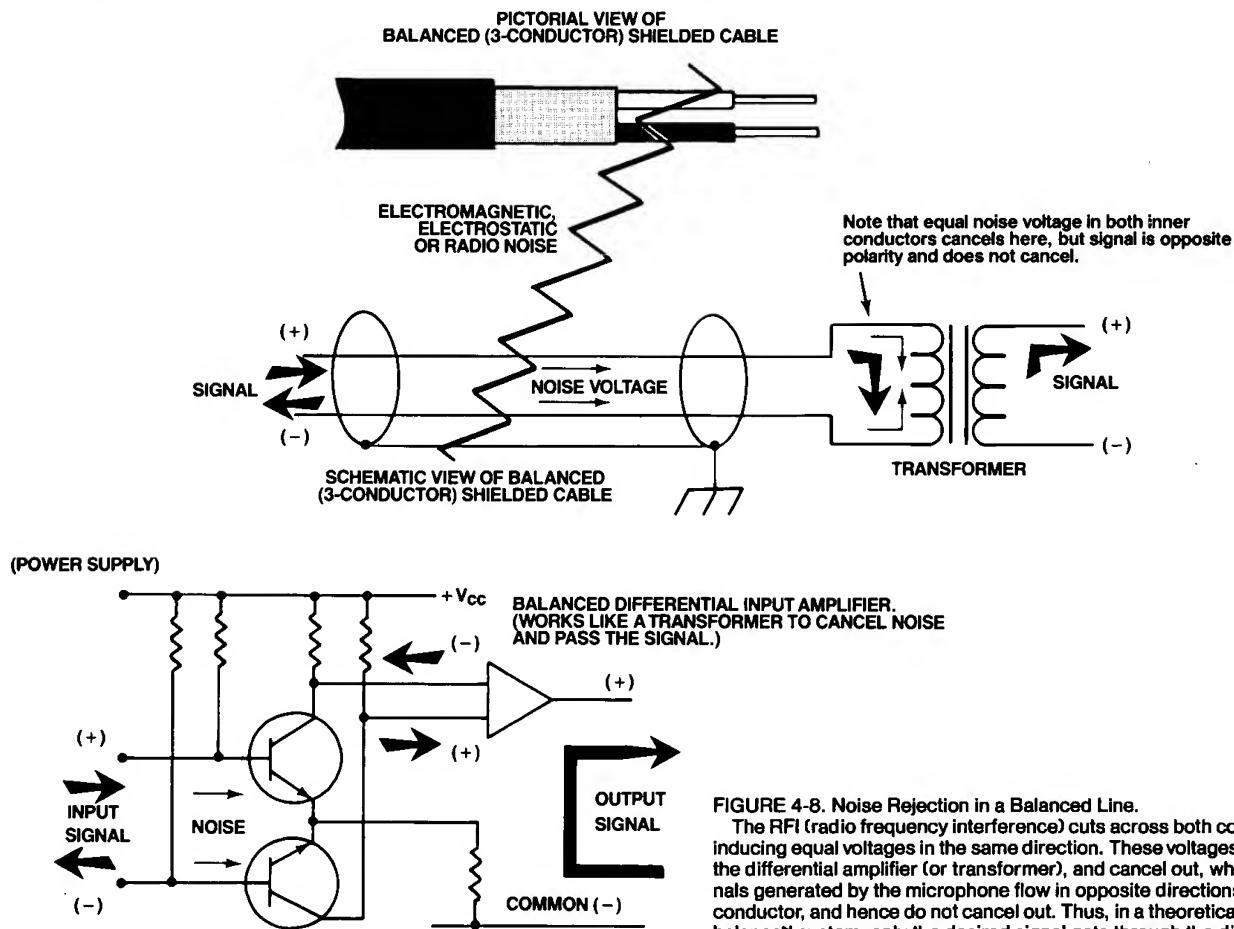 PICTORIAL VIEW OF
BALANCED (3-CONDUCTOR) SHIELDED CABLE
ELECTROMAGNETIC,
ELECTROSTATIC
OR RADIO NOISE
Note that equal noise voltage in both inner
conductors cancels here, but signal is opposite
polarity and does not cancel.
(+)
(+)
SIGNAL
NOISE VOLTAGE
SIGNAL
(-)
(-)
TRANSFORMER
SCHEMATIC VIEW OF BALANCED
(3-CONDUCTOR) SHIELDED CABLE
(POWER SUPPLY)
+ Vcc
BALANCED DIFFERENTIAL INPUT AMPLIFIER.
(WORKS LIKE A TRANSFORMER TO CANCEL NOISE
AND PASS THE SIGNAL.)
(-)
(+)
(+)
(+)
INPUT
SIGNAL
NOISE
OUTPUT
SIGNAL
(-)
COMMON (-)
FIGURE 4-8. Noise Rejection in a Balanced Line.
The RFI (radio frequency interference) cuts across both
inducing equal voltages in the same direction. These voltages
the differential amplifier (or transformer), and cancel out,
nals generated by the microphone flow in opposite directions
conductor, and hence do not cancel out. Thus, in a theoretical